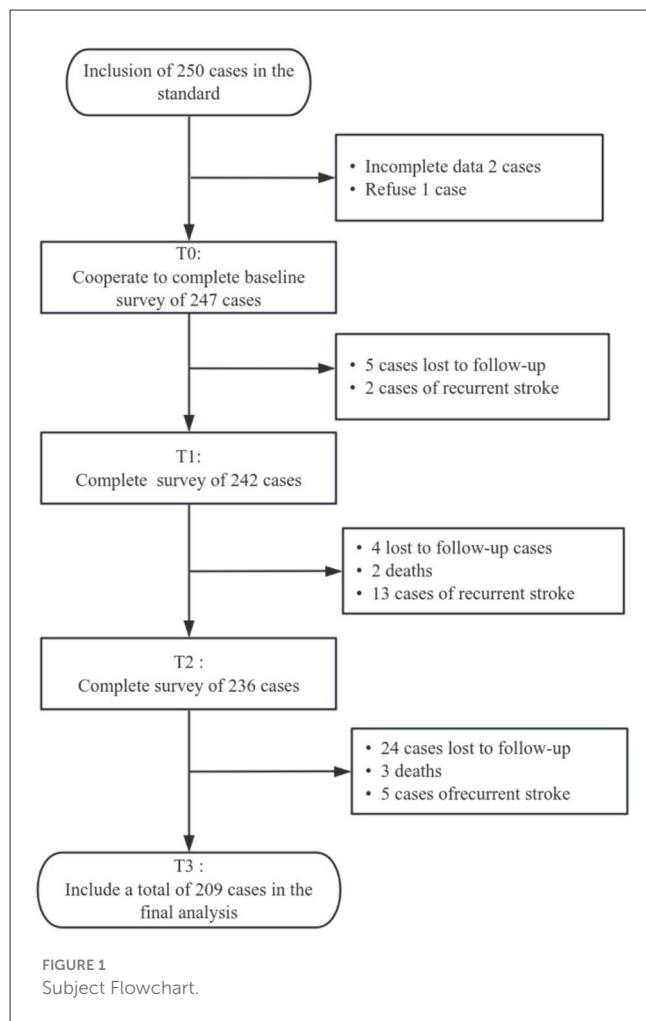 Inclusion of 250 cases in the
standard
• Incomplete data 2 cases
• Refuse 1 case
T0:
Cooperate to complete baseline
survey of 247 cases
• 5 cases lost to follow-up
• 2 cases of recurrent stroke
T1:
Complete survey of 242 cases
• 4 lost to follow-up cases
• 2 deaths
• 13 cases of recurrent stroke
T2 :
Complete survey of 236 cases
• 24 cases lost to follow-up
• 3 deaths
• 5 cases ofrecurrent stroke
T3 :
Include a total of 209 cases in the
final analysis
FIGURE 1
Subject Flowchart.